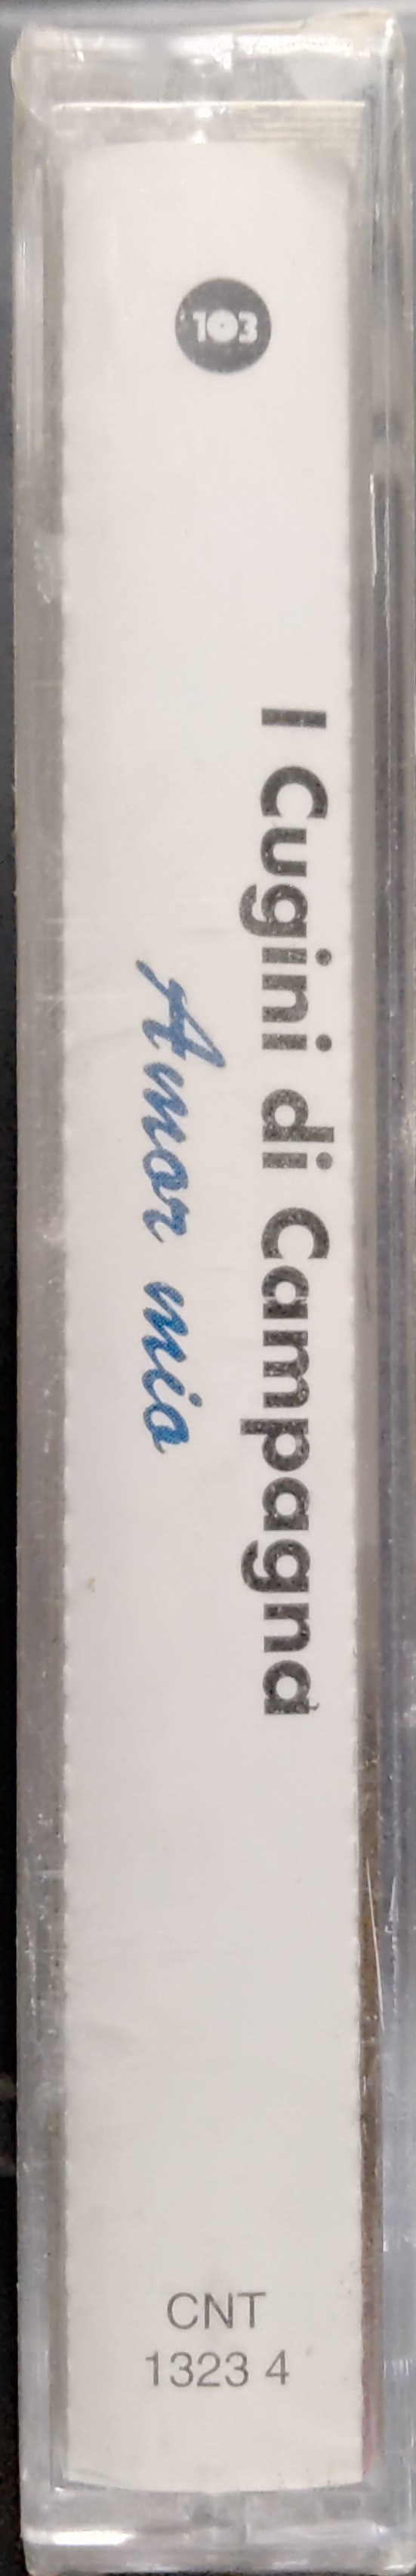 103
I Cugini di Campagna
Amor mio
CNT
1323 4